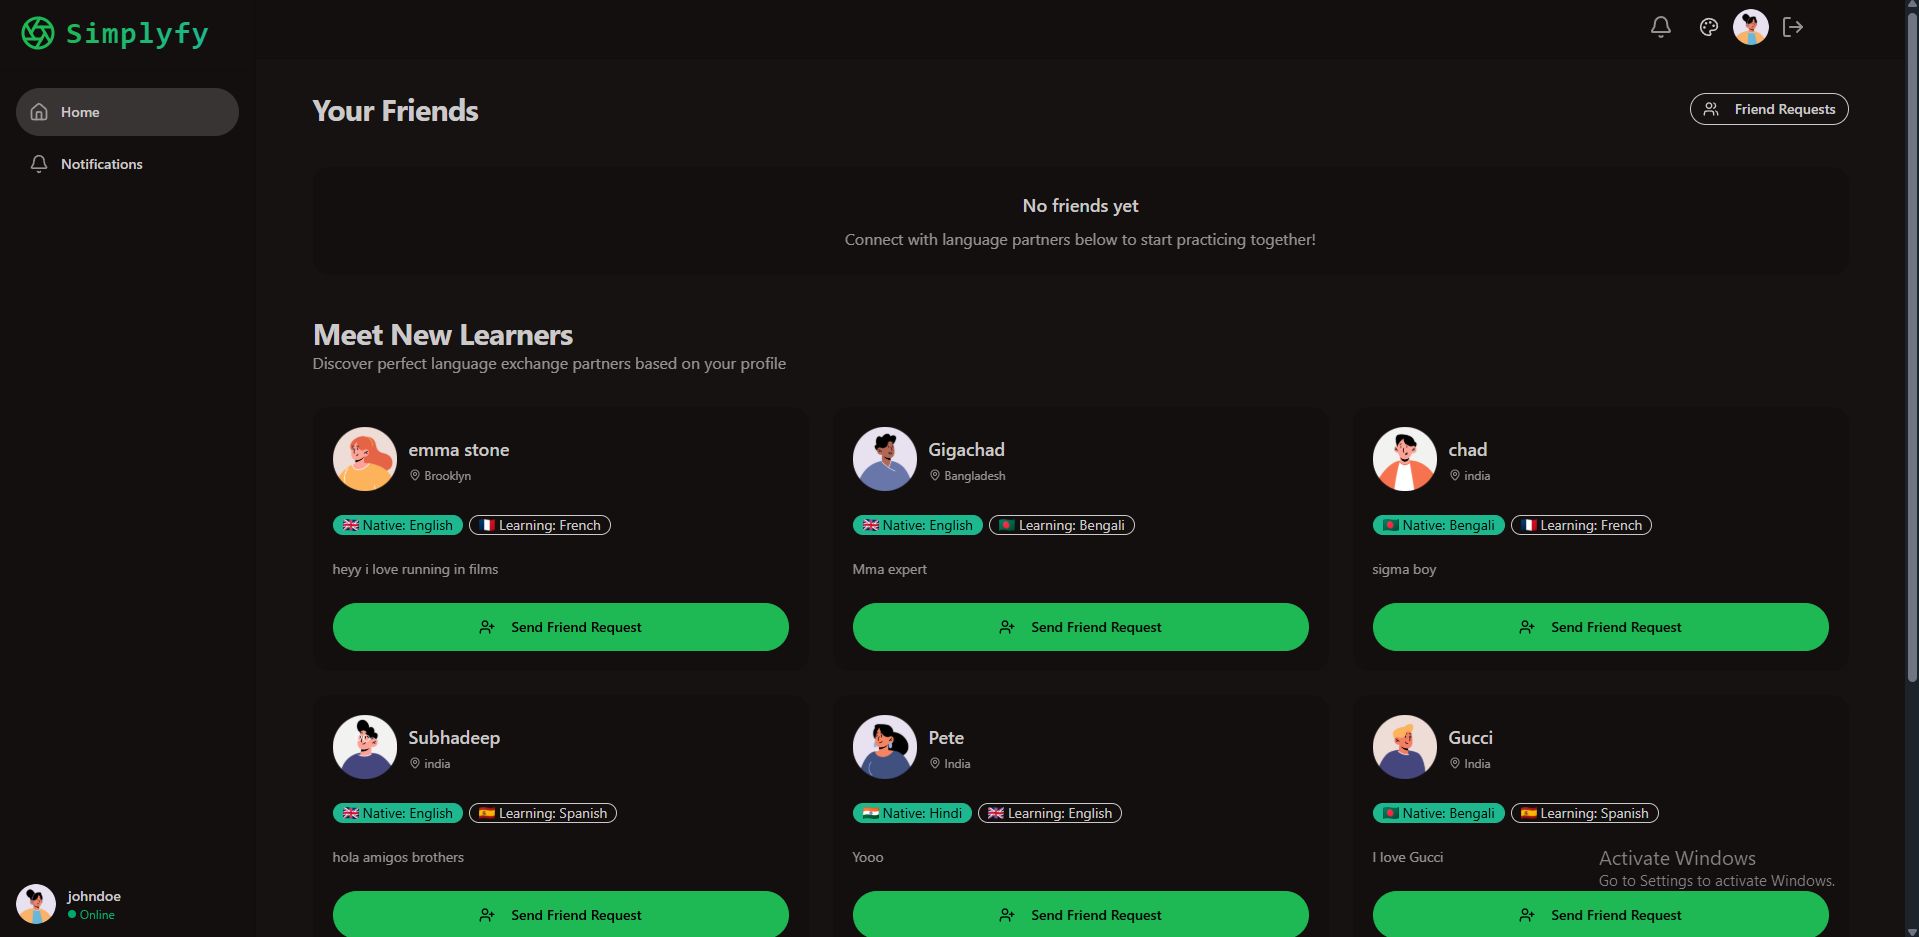 Simplyfy
Home
Notifications
Your Friends
Friend Requests
No friends yet
Connect with language partners below to start practicing together!
Meet New Learners
Discover perfect language exchange partners based on your profile
emma stone
Brooklyn
Native: English
Learning: French
heyy i love running in films
Send Friend Request
Gigachad
Bangladesh
Native: English
Learning: Bengali
Mma expert
Send Friend Request
chad
india
Native: Bengali
Learning: French
sigma boy
Send Friend Request
Subhadeep
india
Native: English
Learning: Spanish
hola amigos brothers
Send Friend Request
Pete
India
Native: Hindi
Learning: English
Yooo
Send Friend Request
Gucci
India
Native: Bengali
Learning: Spanish
I love Gucci
Send Friend Request
Activate Windows
Go to Settings to activate Windows.
johndoe
Online